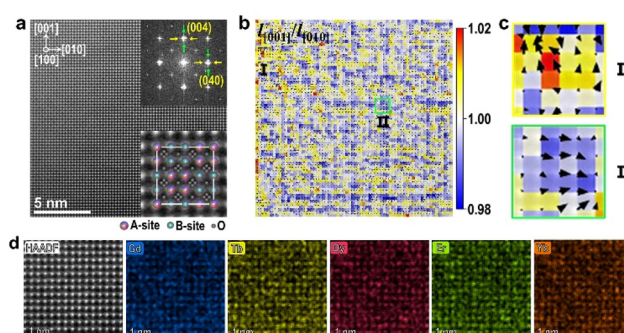 a
[001]
[010]
[100]
(004)
(040)
5 nm
A-site B-site O
b
l[001]/l[010]
I
II
1.02
1.00
0.98
c
I
d
HAADF
Gd
Tb
Dy
Er
Yb
1 nm
1 nm
1 nm
1 nm
1 nm
1 nm